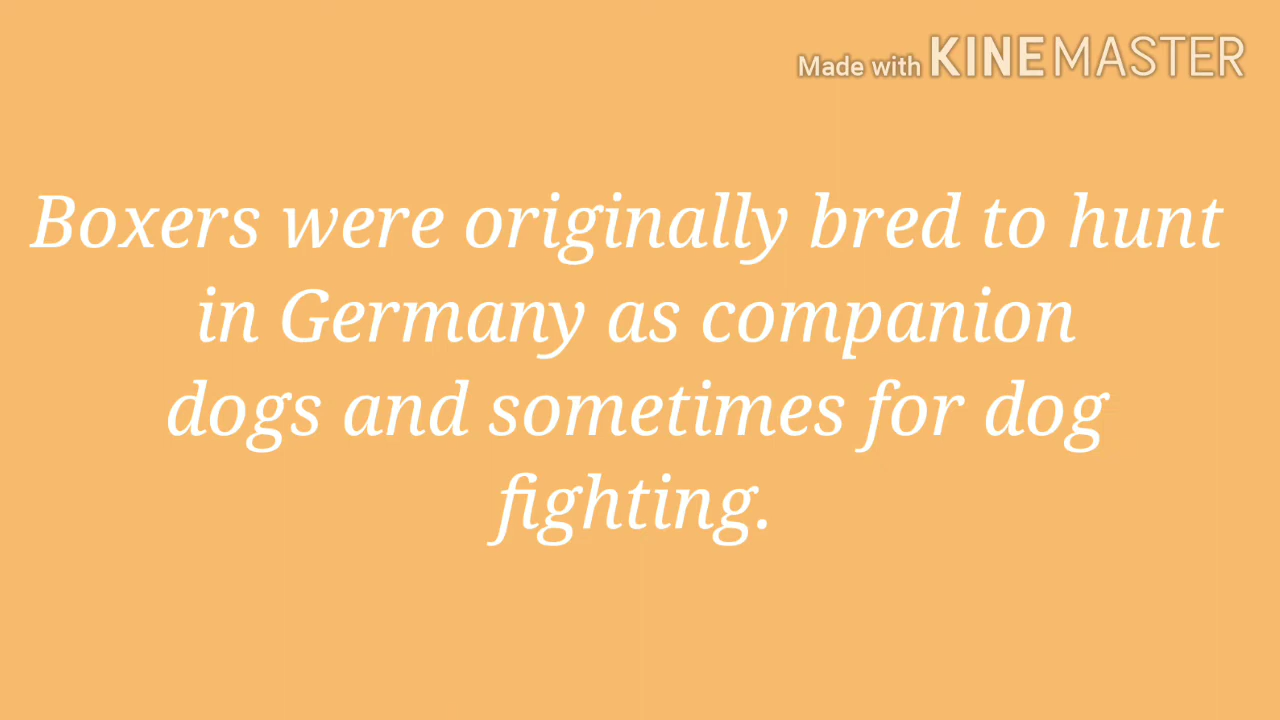 Made with KINEMASTER
Boxers were originally bred to hunt
in Germany as companion
dogs and sometimes for dog
fighting.